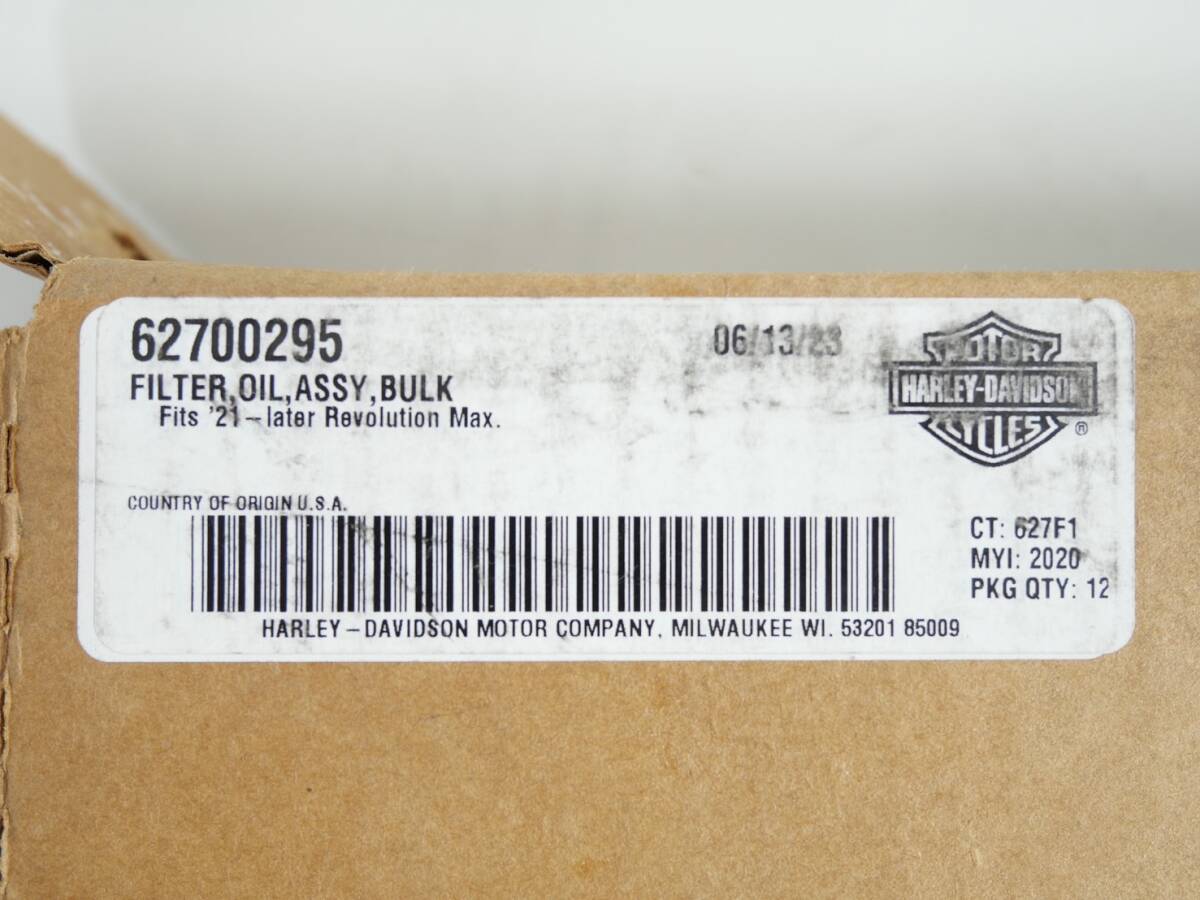 62700295
06/13/23
FILTER,OIL,ASSY,BULK
Fits '21-later Revolution Max.
MOTOR
HARLEY-DAVIDSON
CYCLES ®
COUNTRY OF ORIGIN U.S.A.
CT: 627F1
MYI: 2020
PKG QTY: 12
HARLEY-DAVIDSON MOTOR COMPANY, MILWAUKEE WI. 53201 85009